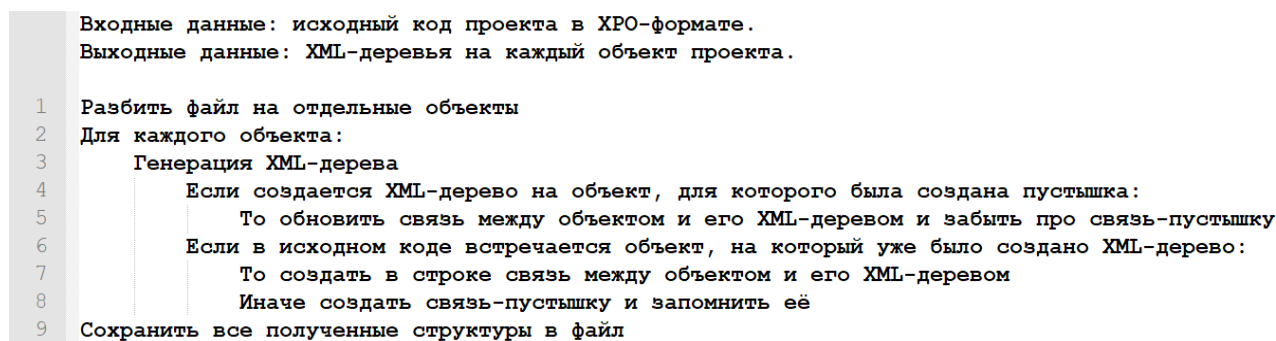 Входные данные: исходный код проекта в XPO-формате.
Выходные данные: XML-деревья на каждый объект проекта.
1 Разбить файл на отдельные объекты
2 Для каждого объекта:
3 Генерация XML-дерева
4 Если создается XML-дерево на объект, для которого была создана пустышка:
5 То обновить связь между объектом и его XML-деревом и забыть про связь-пустышку
6 Если в исходном коде встречается объект, на который уже было создано XML-дерево:
7 То создать в строке связь между объектом и его XML-деревом
8 Иначе создать связь-пустышку и запомнить её
9 Сохранить все полученные структуры в файл